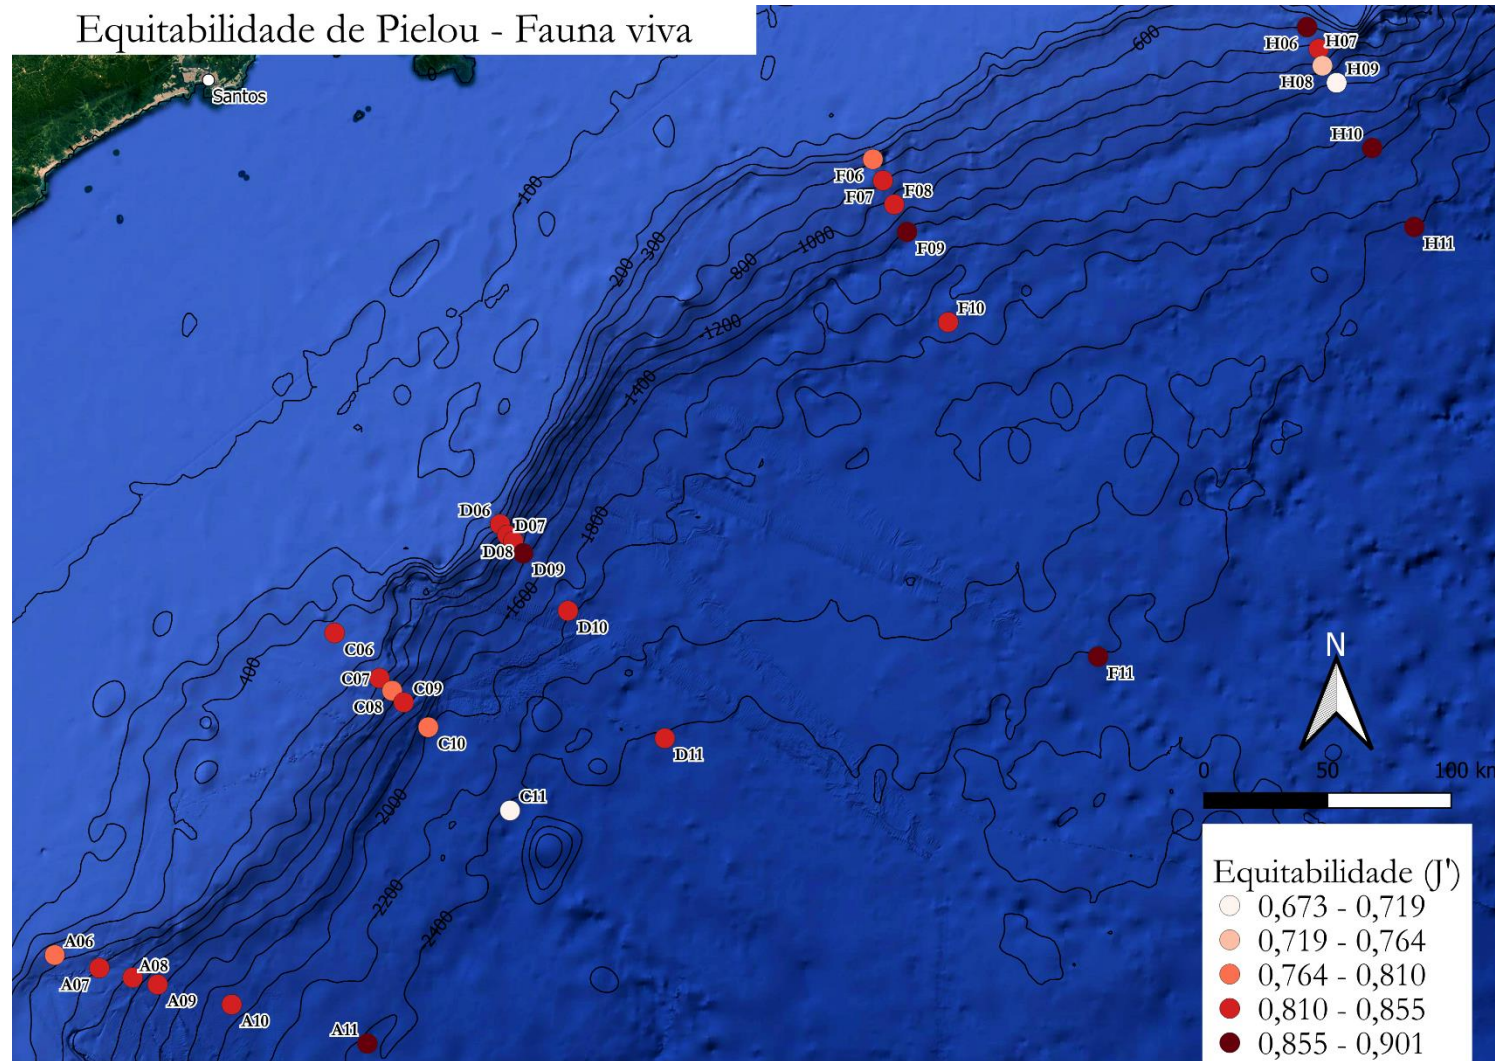 Equitabilidade de Pielou - Fauna viva
Santos
600
H06
H07
H08
H09
H10
H11
-100
F06
F07
F08
F09
F10
200
300
800
1000
-1200
1400
D06
D07
D08
D09
D10
-1800
-1600
C06
400
C07
C08
C09
C10
D11
F11
N
0 50 100 km
C11
2000
2200
-2400
A06
A07
A08
A09
A10
A11
Equitabilidade (J')
0,673 - 0,719
0,719 - 0,764
0,764 - 0,810
0,810 - 0,855
0,855 - 0,901